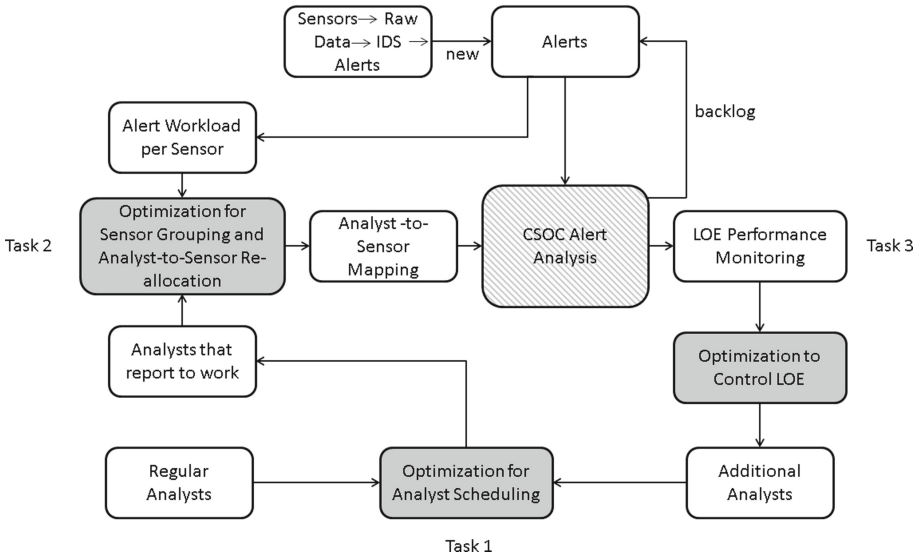 Sensors→ Raw
Data→ IDS →
Alerts
new
Alerts
backlog
Alert Workload
per Sensor
Task 2
Optimization for
Sensor Grouping and
Analyst-to-Sensor Re-
allocation
Analyst -to-
Sensor
Mapping
CSOC Alert
Analysis
LOE Performance
Monitoring
Task 3
Analysts that
report to work
Optimization to
Control LOE
Regular
Analysts
Optimization for
Analyst Scheduling
Additional
Analysts
Task 1